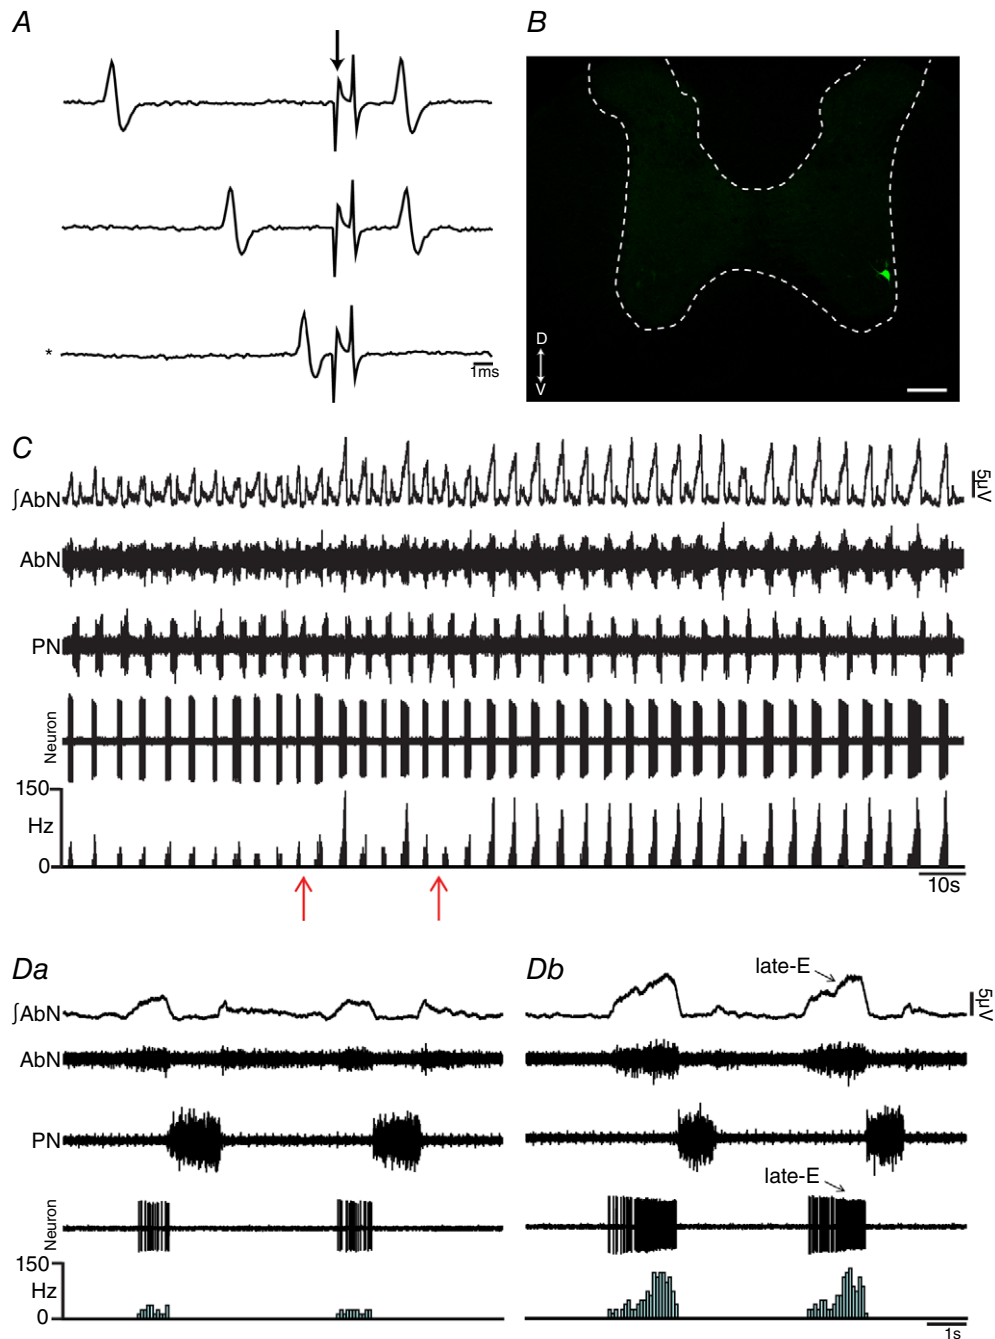 A
*
1ms
B
D
V
C
∫AbN
5µV
AbN
PN
Neuron
150
Hz
0
10s
Da
∫AbN
AbN
PN
Neuron
150
Hz
0
Db
late-E
5µV
late-E
1s